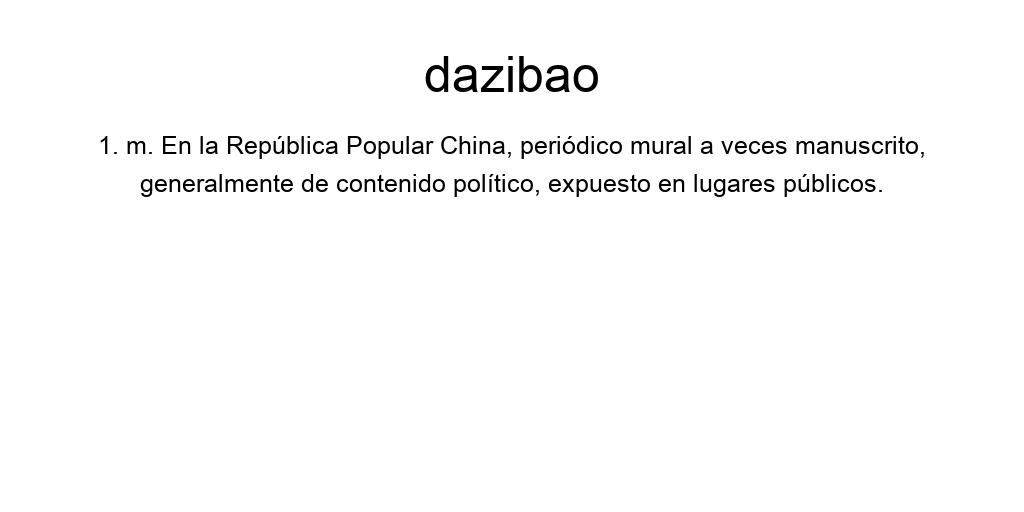 dazibao
1. m. En la República Popular China, periódico mural a veces manuscrito,
generalmente de contenido político, expuesto en lugares públicos.